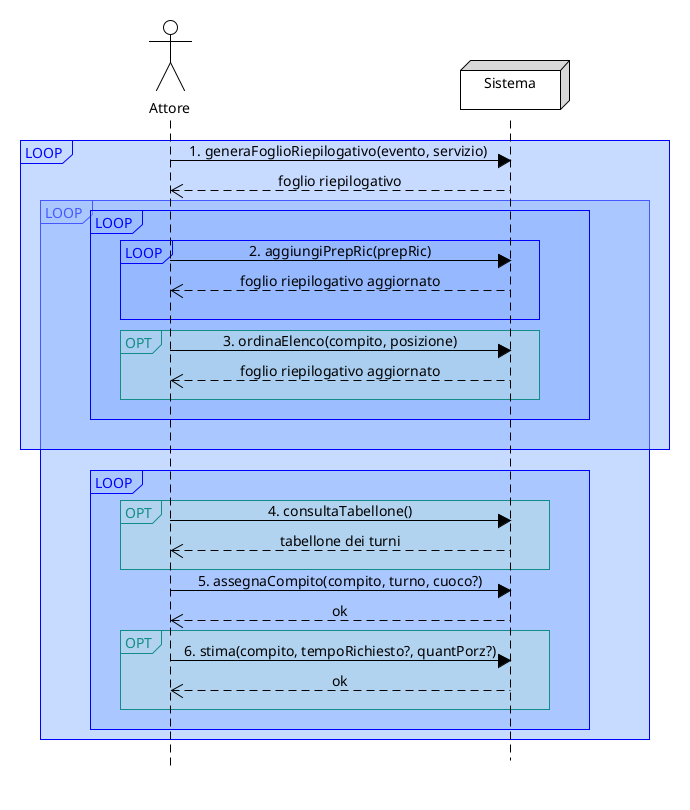 Sistema
Attore
LOOP
1. generaFoglioRiepilogativo(evento, servizio)
foglio riepilogativo
LOOP
LOOP
LOOP
2. aggiungiPrepRic(prepRic)
foglio riepilogativo aggiornato
OPT
3. ordinaElenco(compito, posizione)
foglio riepilogativo aggiornato
LOOP
OPT
4. consultaTabellone()
tabellone dei turni
5. assegnaCompito(compito, turno, cuoco?)
ok
OPT
6. stima(compito, tempoRichiesto?, quantPorz?)
ok